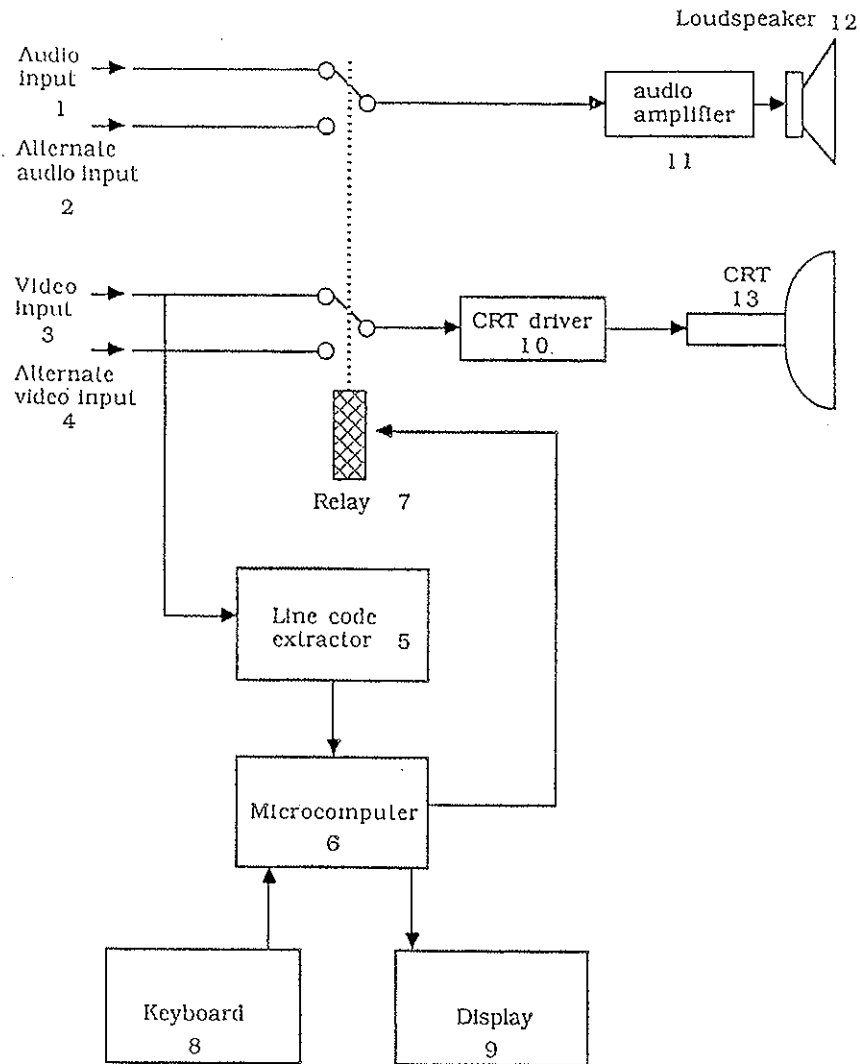 Loudspeaker 12
Audio
input
1
Alternate
audio input
2
audio
amplifier
11
Video
input
3
Alternate
video input
4
CRT
13
CRT driver
10.
Relay 7
Line code
extractor 5
Microcomputer
6
Keyboard
8
Display
9